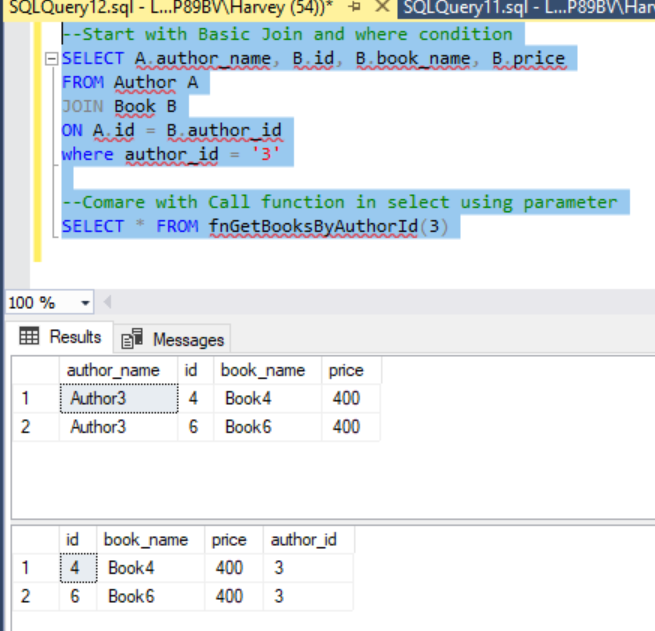 SQLQuery12.sql - L...P89BV\Harvey (54))* SQLQuery11.sql - L...P89BV\Har
--Start with Basic Join and where condition
SELECT A.author_name, B.id, B.book_name, B.price
FROM Author A
JOIN Book B
ON A.id = B.author_id
where author_id = '3'
--Comare with Call function in select using parameter
SELECT * FROM fnGetBooksByAuthorId(3)
100 %
Results Messages
author_name id book_name price
1 Author3 4 Book4 400
2 Author3 6 Book6 400
id book_name price author_id
1 4 Book4 400 3
2 6 Book6 400 3